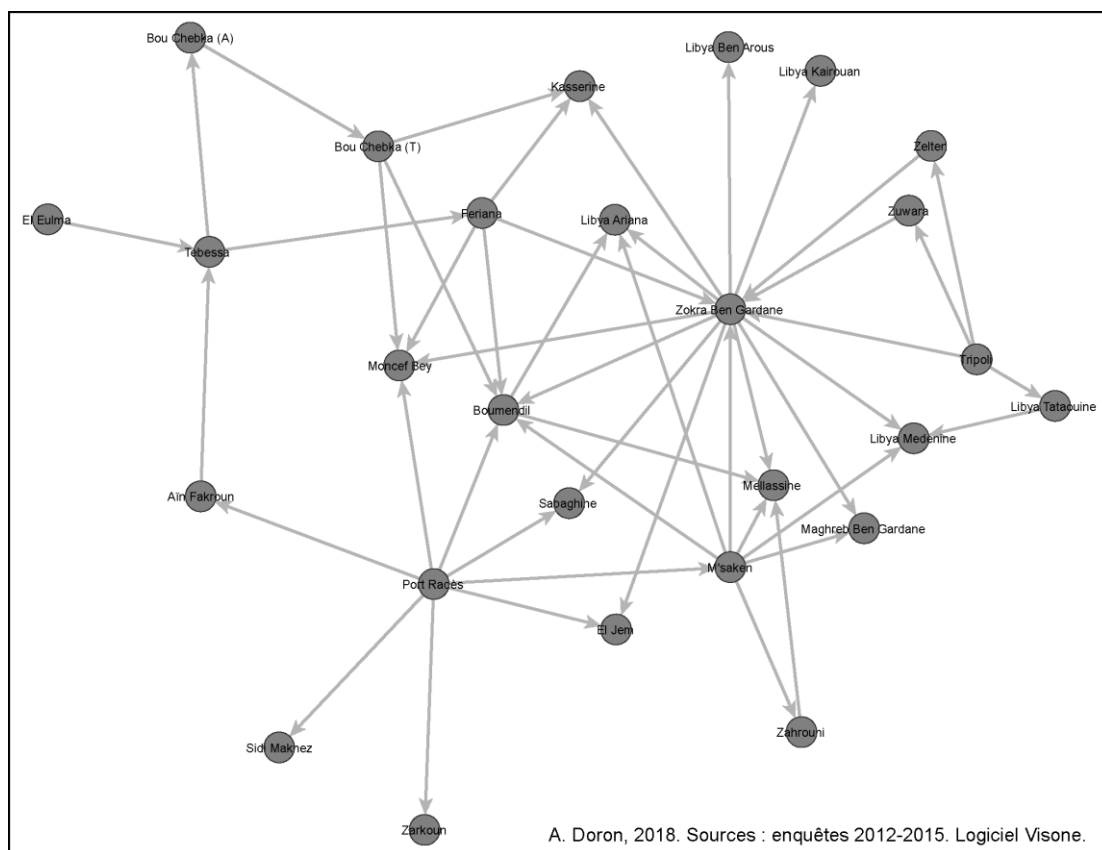 Bou Chebka (A)
Libya Ben Arous
Libya Kairouan
Kasserine
Bou Chebka (T)
Zelten
Zuwara
Feriana
El Eulma
Libya Ariana
Tebessa
Zokra Ben Gardane
Tripoli
Moncef Bey
Boumendil
Libya Tataouine
Libya Medenine
Mellassine
Aïn Fakroun
Sabaghine
Maghreb Ben Gardane
M'saken
Port Racès
El Jem
Zahrouni
Sidi Makhez
Zarkoun
A. Doron, 2018. Sources : enquêtes 2012-2015. Logiciel Visone.